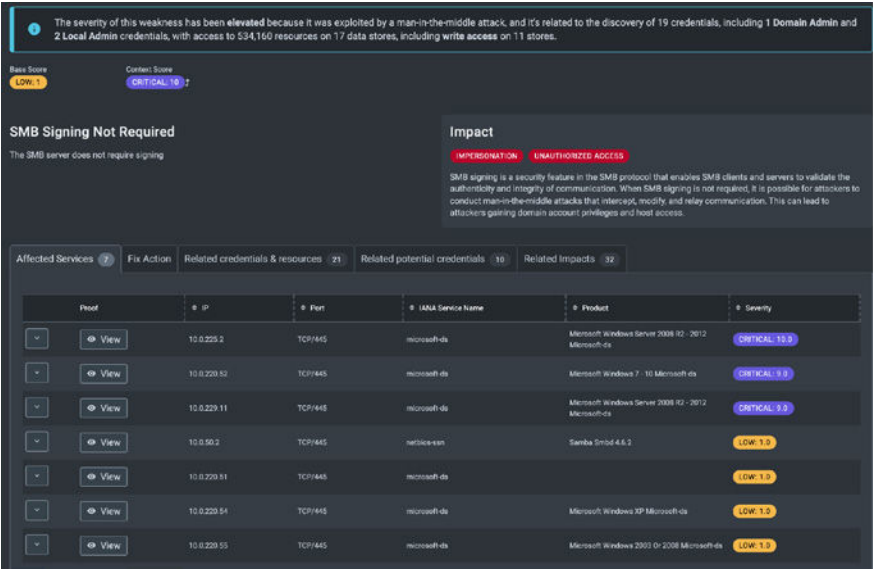 The severity of this weakness has been elevated because it was exploited by a man-in-the-middle attack, and it's related to the discovery of 19 credentials, including 1 Domain Admin and
2 Local Admin credentials, with access to 534,160 resources on 17 data stores, including write access on 11 stores.
Base Score Context Score
LOW: 1 CRITICAL: 10
SMB Signing Not Required
The SMB server does not require signing
Impact
IMPERSONATION UNAUTHORIZED ACCESS
SMB signing is a security feature in the SMB protocol that enables SMB clients and servers to validate the
authenticity and integrity of communication. When SMB signing is not required, it is possible for attackers to
conduct man-in-the-middle attacks that intercept, modify, and relay communication. This can lead to
attackers gaining domain account privileges and host access.
Affected Services 7 Fix Action Related credentials & resources 21 Related potential credentials 10 Related Impacts 32
Proof IP Port IANA Service Name Product Severity
View 10.0.225.2 TCP/445 microsoft-ds Microsoft Windows Server 2008 R2 - 2012 Microsoft-ds CRITICAL: 10.0
View 10.0.220.52 TCP/445 microsoft-ds Microsoft Windows 7 - 10 Microsoft-ds CRITICAL: 9.0
View 10.0.229.11 TCP/445 microsoft-ds Microsoft Windows Server 2008 R2 - 2012 Microsoft-ds CRITICAL: 9.0
View 10.0.50.2 TCP/445 netbios-ssn Samba Smbd 4.6.2 LOW: 1.0
View 10.0.220.51 TCP/445 microsoft-ds LOW: 1.0
View 10.0.220.54 TCP/445 microsoft-ds Microsoft Windows XP Microsoft-ds LOW: 1.0
View 10.0.220.55 TCP/445 microsoft-ds Microsoft Windows 2003 Or 2008 Microsoft-ds LOW: 1.0